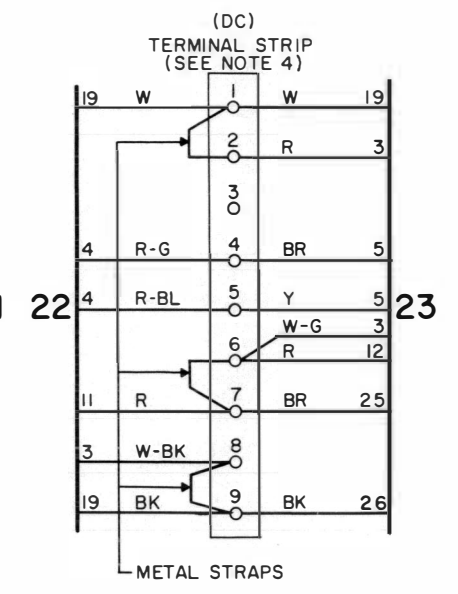 (DC)
TERMINAL STRIP
(SEE NOTE 4)
19 W 1 W 19
2 R 3
3
4 R-G 4 BR 5
22 4 R-BL 5 Y 5 23
W-G 3
6 R 12
11 R 7 BR 25
3 W-BK 8
19 BK 9 BK 26
METAL STRAPS